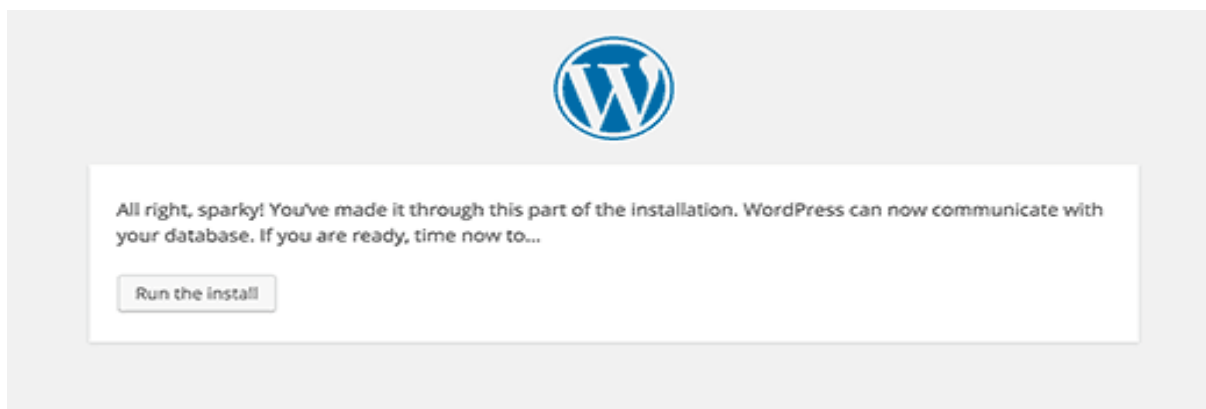 All right, sparky! You've made it through this part of the installation. WordPress can now communicate with
your database. If you are ready, time now to...
Run the install